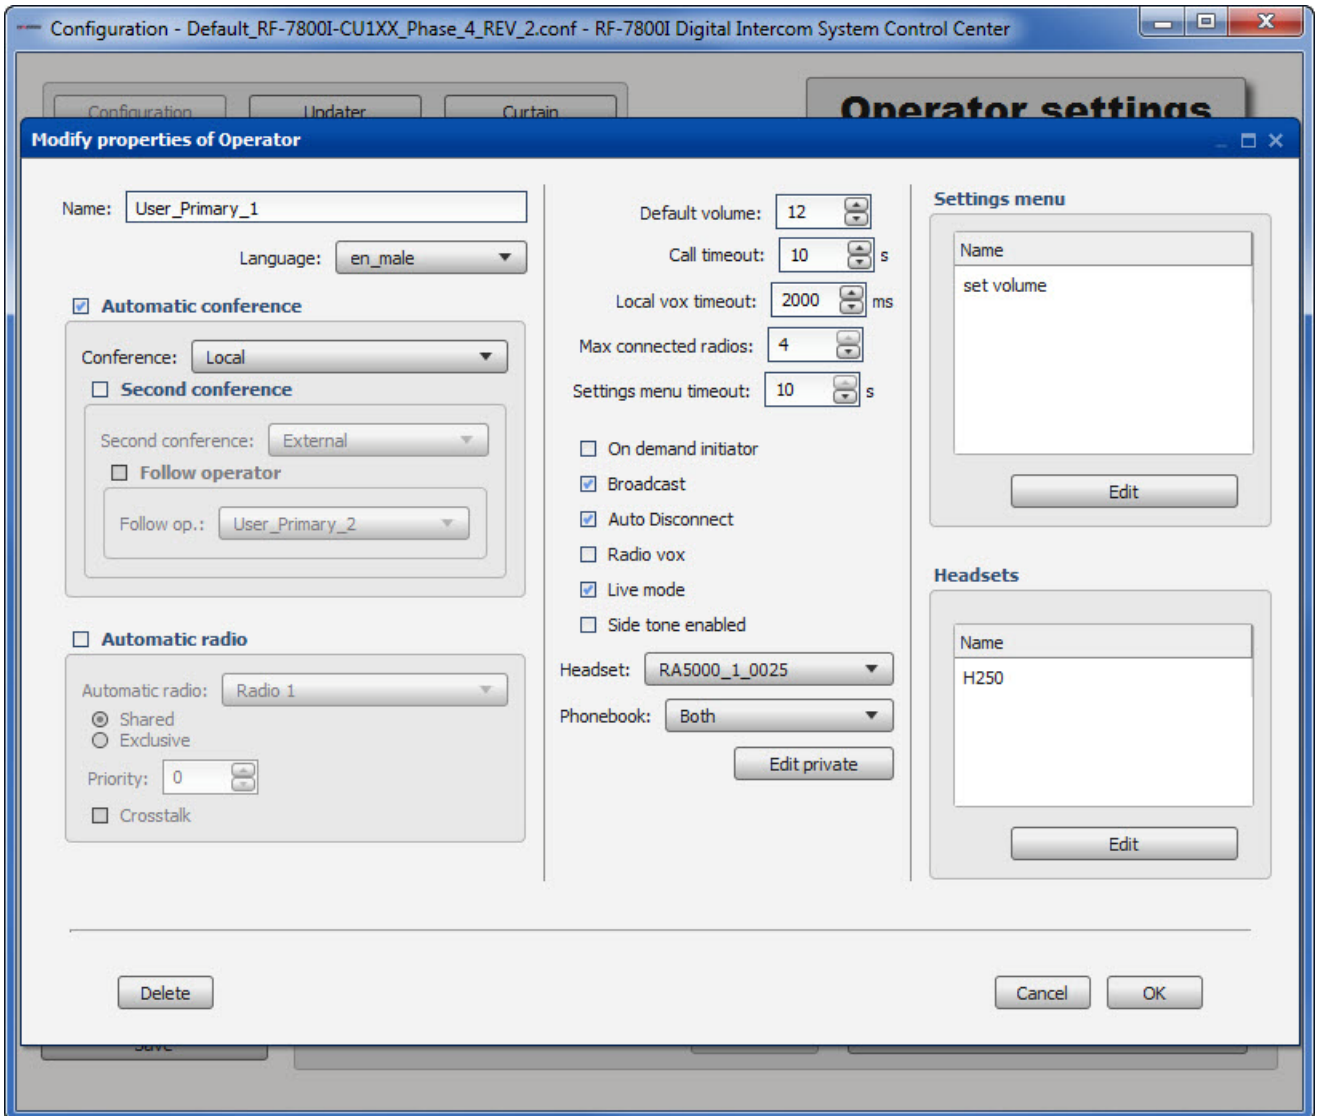 Configuration - Default_RF-7800I-CU1XX_Phase_4_REV_2.conf - RF-7800I Digital Intercom System Control Center
Configuration
Updater
Curtain
Operator settings
Modify properties of Operator
Name: User_Primary_1
Language: en_male
Automatic conference
Conference: Local
Second conference
Second conference: External
Follow operator
Follow op.: User_Primary_2
Automatic radio
Automatic radio: Radio 1
Shared
Exclusive
Priority: 0
Crosstalk
Default volume: 12
Call timeout: 10 s
Local vox timeout: 2000 ms
Max connected radios: 4
Settings menu timeout: 10 s
On demand initiator
Broadcast
Auto Disconnect
Radio vox
Live mode
Side tone enabled
Headset: RA5000_1_0025
Phonebook: Both
Edit private
Settings menu
Name
set volume
Edit
Headsets
Name
H250
Edit
Delete
Cancel
OK
Save